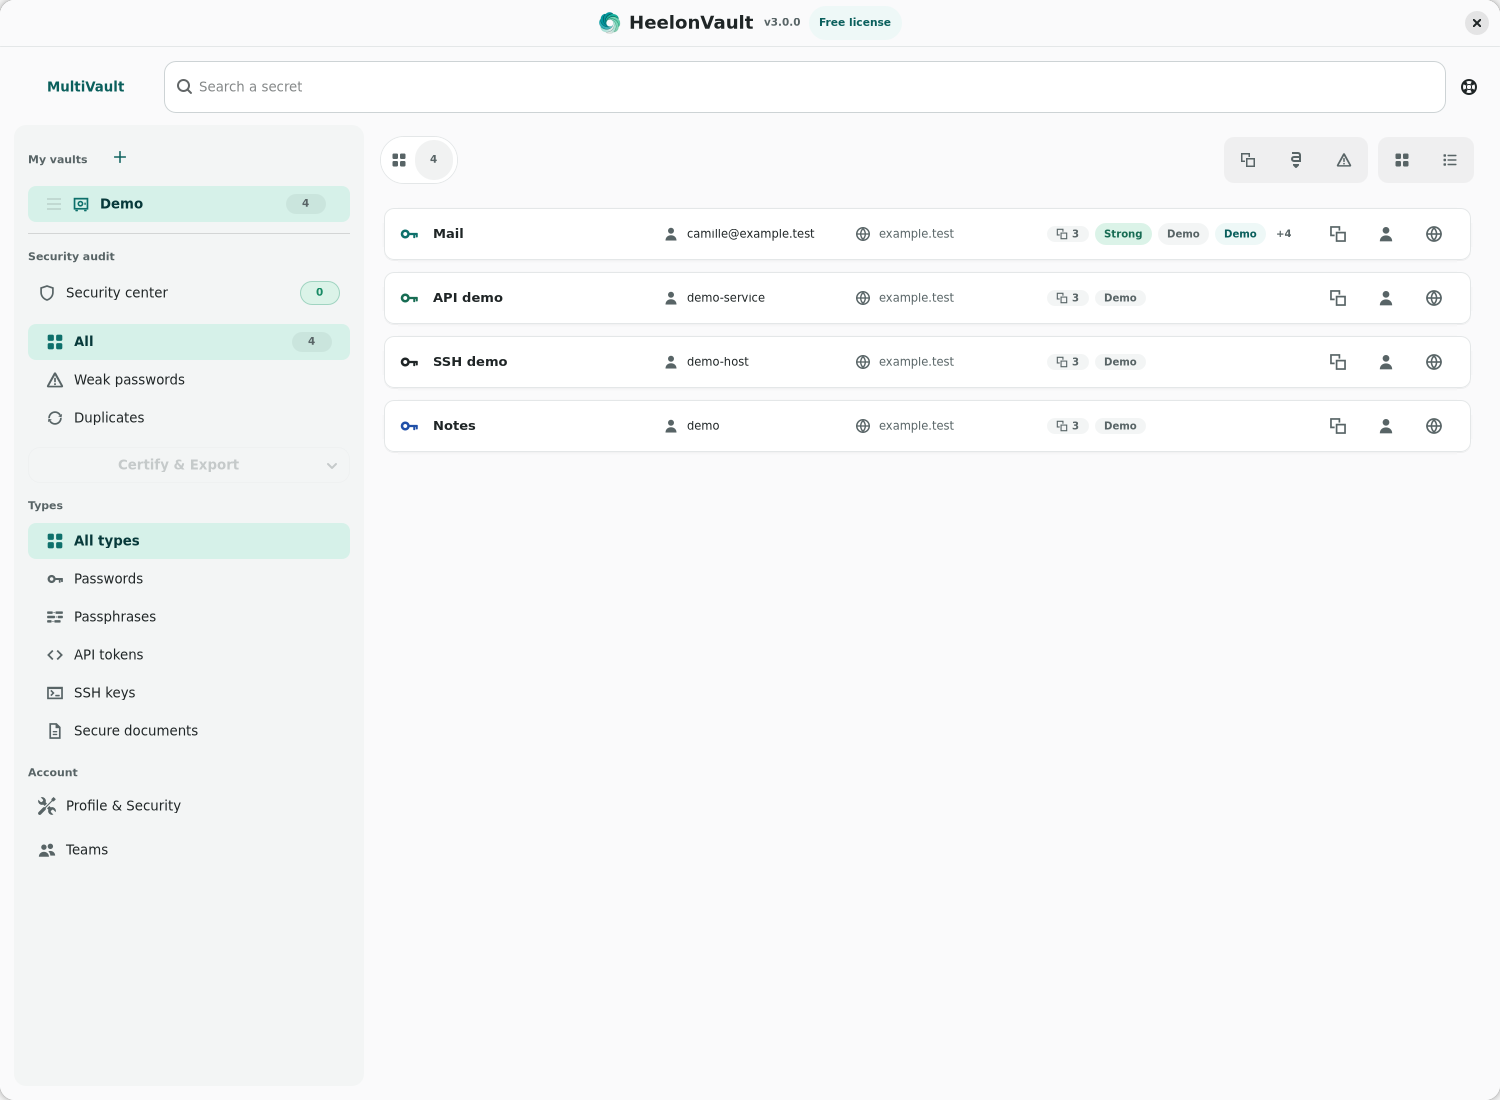 HeelonVault v3.0.0 Free license
MultiVault
Search a secret
My vaults
Demo 4
Security audit
Security center 0
All 4
Weak passwords
Duplicates
Certify & Export
Types
All types
Passwords
Passphrases
API tokens
SSH keys
Secure documents
Account
Profile & Security
Teams
4
Mail camille@example.test example.test 3 Strong Demo Demo +4
API demo demo-service example.test 3 Demo
SSH demo demo-host example.test 3 Demo
Notes demo example.test 3 Demo